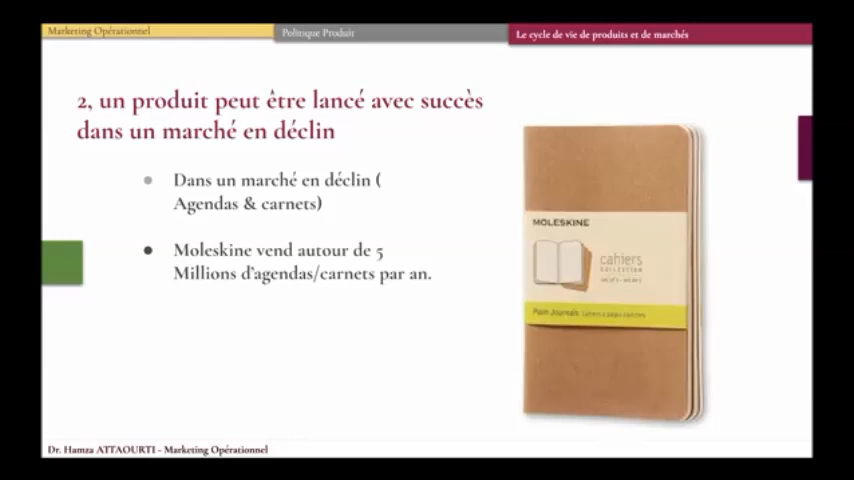 Marketing Opérationnel
Politique Produit
Le cycle de vie de produits et de marchés
2, un produit peut être lancé avec succès
dans un marché en déclin
Dans un marché en déclin (
Agendas & carnets)
Moleskine vend autour de 5
Millions d'agendas/carnets par an.
MOLESKINE
cahiers
COLLECTION
Plain Journals
Dr. Hamza ATTAOURTI - Marketing Opérationnel